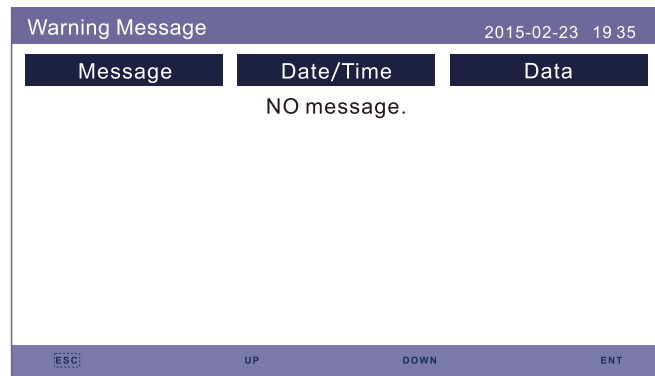 Warning Message 2015-02-23 19 35
Message Date/Time Data
NO message.
ESC UP DOWN ENT